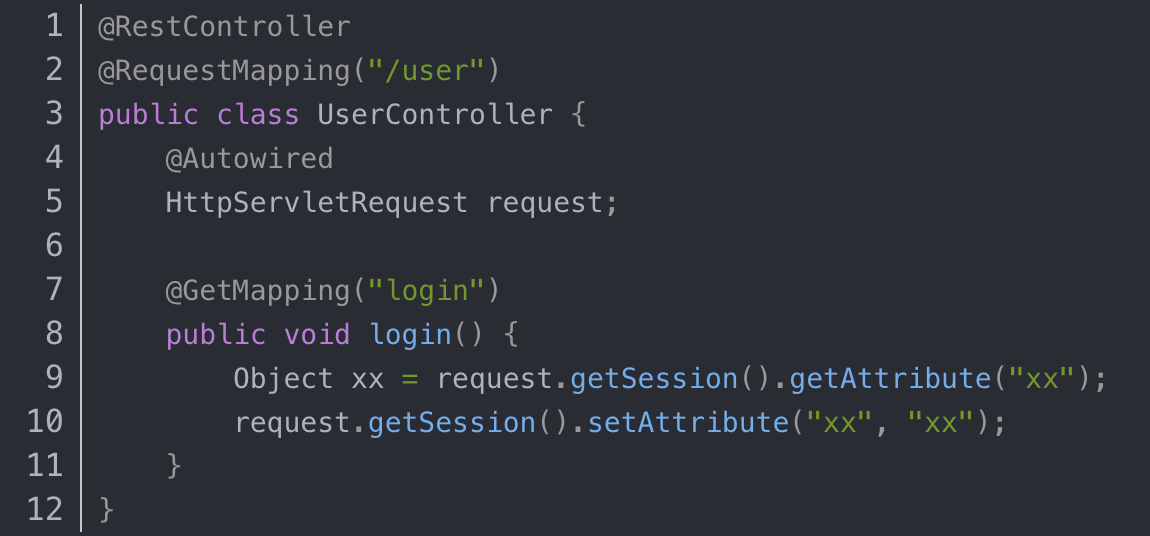 1 @RestController
2 @RequestMapping("/user")
3 public class UserController {
4     @Autowired
5     HttpServletRequest request;
6
7     @GetMapping("login")
8     public void login() {
9         Object xx = request.getSession().getAttribute("xx");
10         request.getSession().setAttribute("xx", "xx");
11     }
12 }